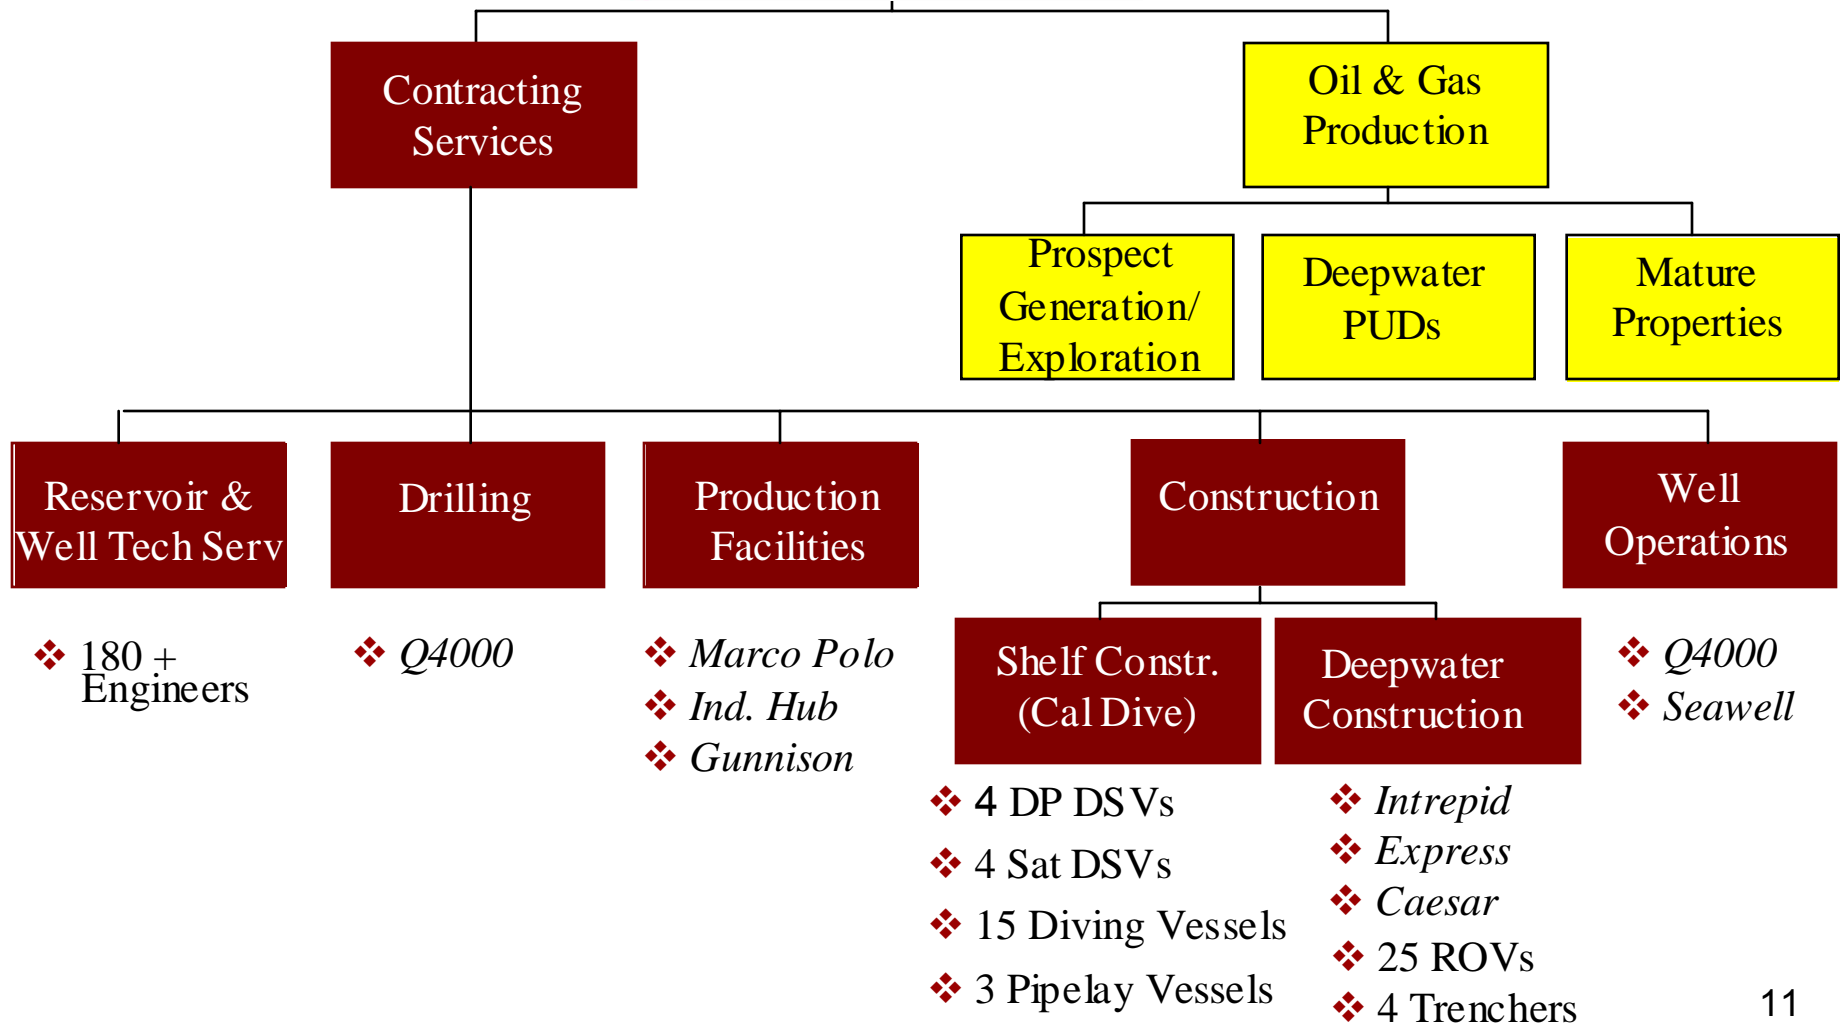 Contracting
Services
Oil & Gas
Production
Prospect
Generation/
Exploration
Deepwater
PUDs
Mature
Properties
Reservoir &
Well Tech Serv
Drilling
Production
Facilities
Construction
Well
Operations
❖ 180 +
Engineers
❖ Q4000
❖ Marco Polo
❖ Ind. Hub
❖ Gunnison
Shelf Constr.
(Cal Dive)
Deepwater
Construction
❖ Q4000
❖ Seawell
❖ 4 DP DSVs
❖ 4 Sat DSVs
❖ 15 Diving Vessels
❖ 3 Pipelay Vessels
❖ Intrepid
❖ Express
❖ Caesar
❖ 25 ROVs
❖ 4 Trenchers
11